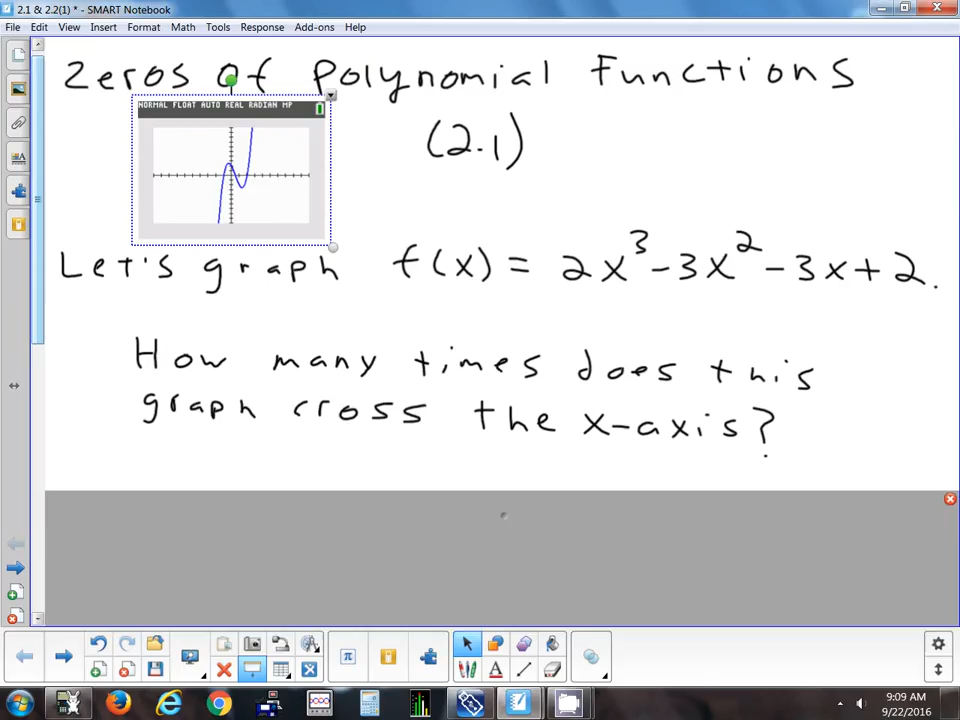 2.1 & 2.2(1) * - SMART Notebook
File Edit View Insert Format Math Tools Response Add-ons Help
Zeros of Polynomial Functions
NORMAL FLOAT AUTO REAL RADIAN MP
(2.1)
Let's graph f(x) = 2x³-3x²-3x+2.
How many times does this
graph cross the x-axis?
9:09 AM
9/22/2016